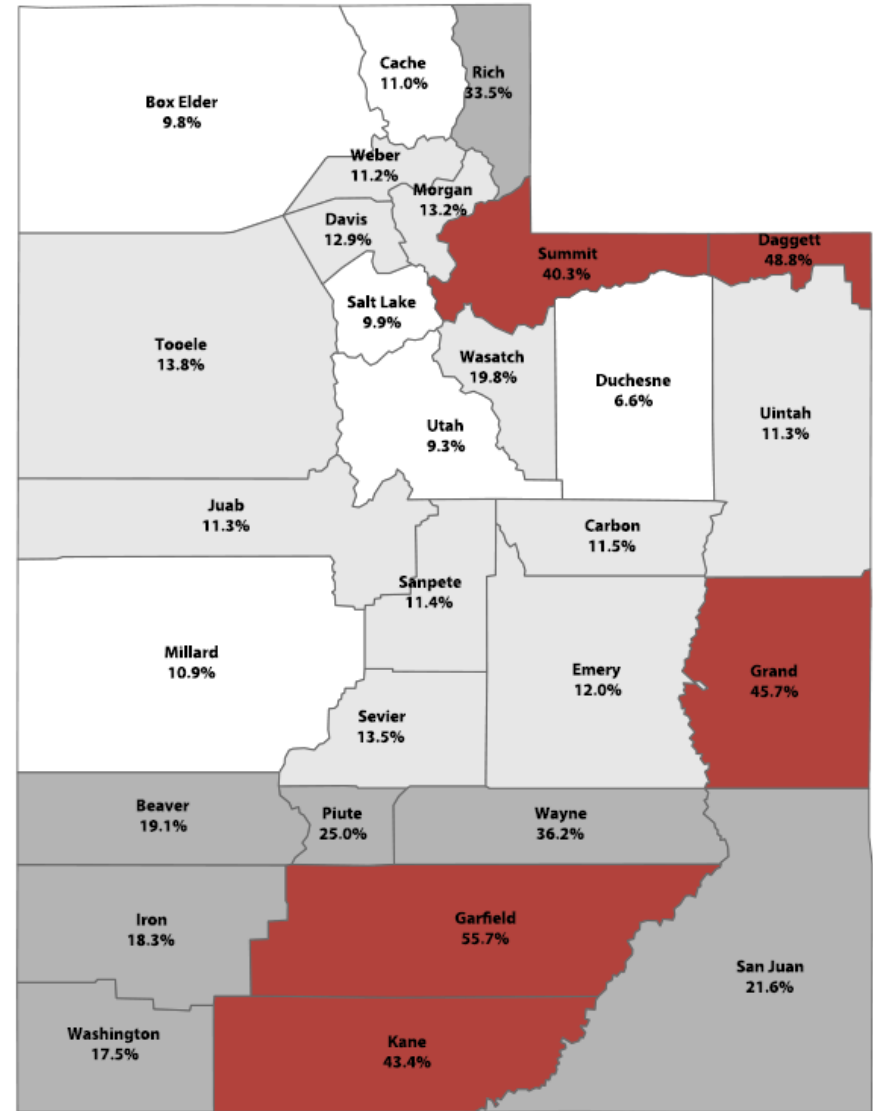 Cache
11.0%
Rich
33.5%
Box Elder
9.8%
Weber
11.2%
Morgan
13.2%
Davis
12.9%
Summit
40.3%
Daggett
48.8%
Salt Lake
9.9%
Tooele
13.8%
Wasatch
19.8%
Duchesne
6.6%
Uintah
11.3%
Utah
9.3%
Juab
11.3%
Carbon
11.5%
Sanpete
11.4%
Millard
10.9%
Emery
12.0%
Grand
45.7%
Sevier
13.5%
Beaver
19.1%
Piute
25.0%
Wayne
36.2%
Iron
18.3%
Garfield
55.7%
San Juan
21.6%
Washington
17.5%
Kane
43.4%